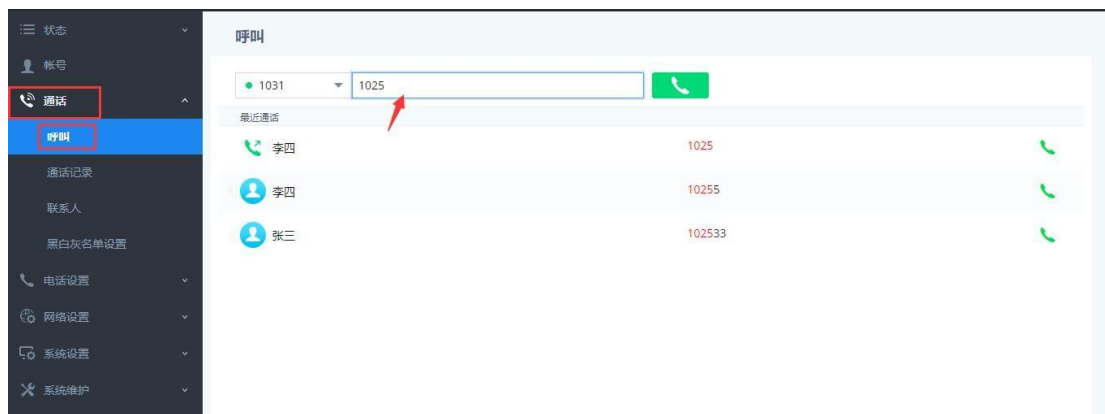 状态
帐号
通话
呼叫
通话记录
联系人
黑白灰名单设置
电话设置
网络设置
系统设置
系统维护
呼叫
1031 1025
最近通话
李四 1025
李四 10255
张三 102533